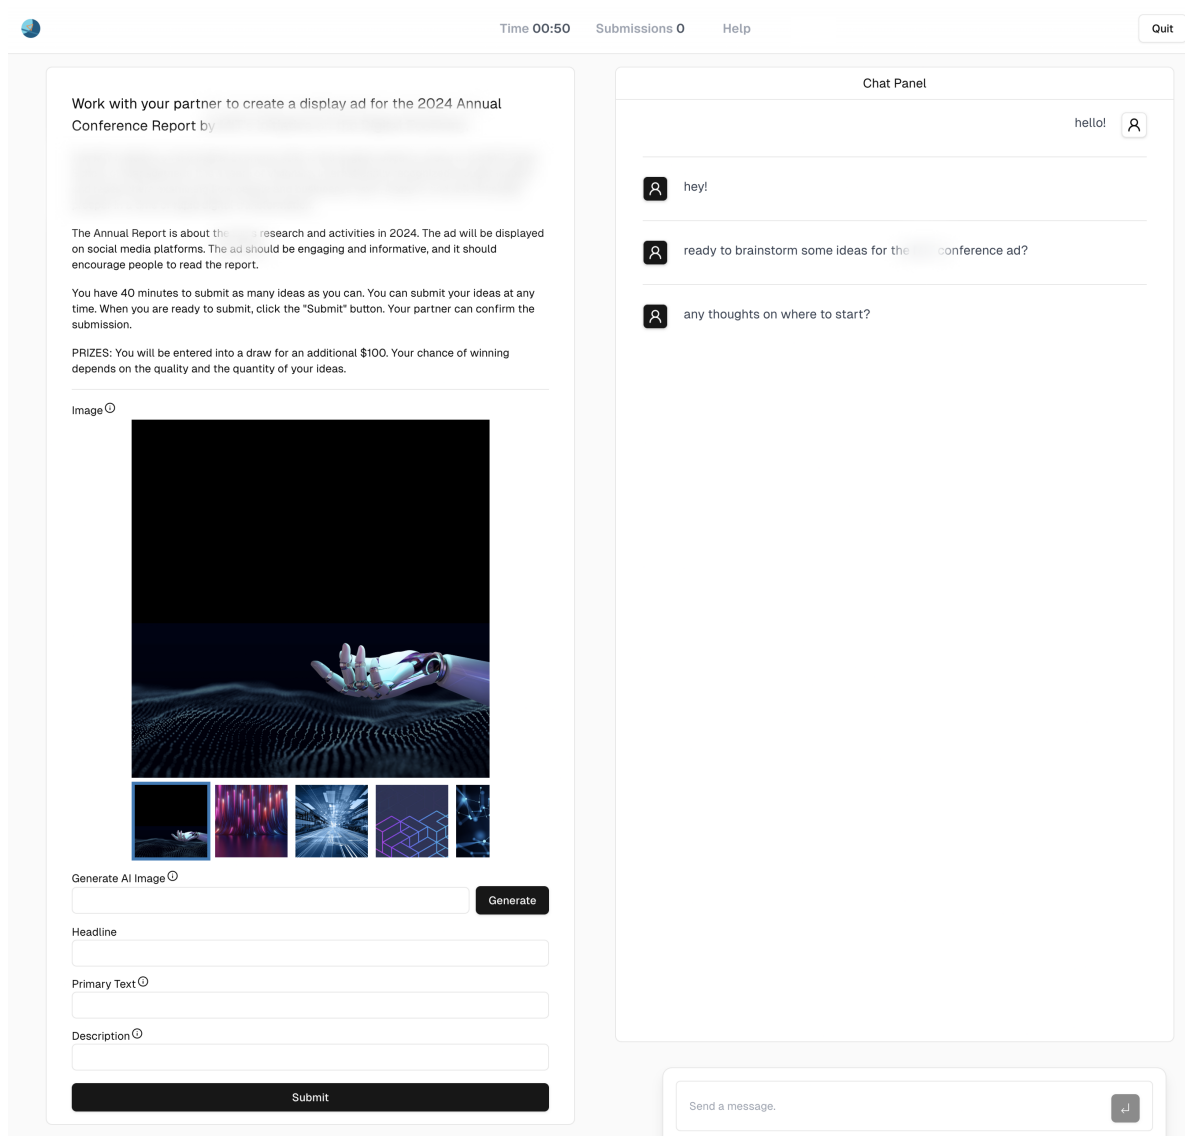 Time 00:50 Submissions 0 Help Quit
Work with your partner to create a display ad for the 2024 Annual
Conference Report by
The Annual Report is about the research and activities in 2024. The ad will be displayed
on social media platforms. The ad should be engaging and informative, and it should
encourage people to read the report.
You have 40 minutes to submit as many ideas as you can. You can submit your ideas at any
time. When you are ready to submit, click the "Submit" button. Your partner can confirm the
submission.
PRIZES: You will be entered into a draw for an additional $100. Your chance of winning
depends on the quality and the quantity of your ideas.
Image
Generate AI Image
Generate
Headline
Primary Text
Description
Submit
Chat Panel
hello!
hey!
ready to brainstorm some ideas for the conference ad?
any thoughts on where to start?
Send a message.